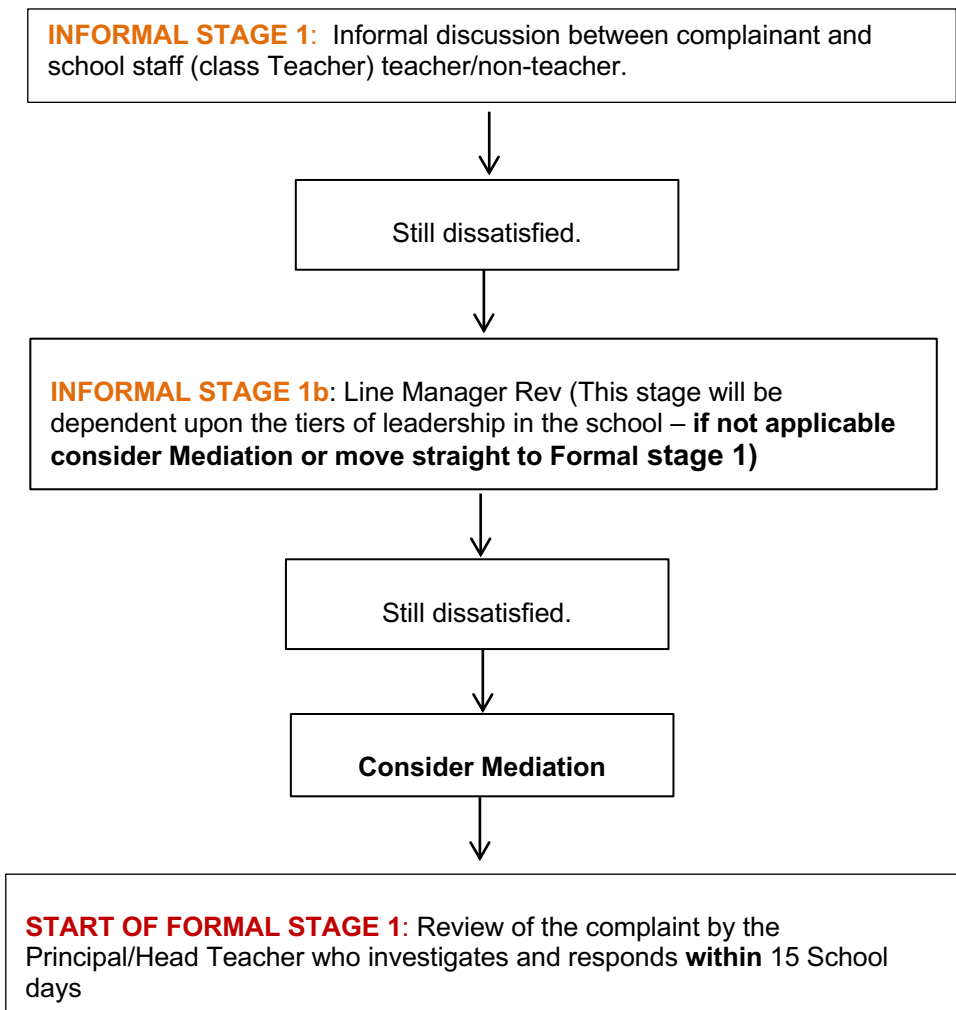 INFORMAL STAGE 1: Informal discussion between complainant and
school staff (class Teacher) teacher/non-teacher.
Still dissatisfied.
INFORMAL STAGE 1b: Line Manager Rev (This stage will be
dependent upon the tiers of leadership in the school – if not applicable
consider Mediation or move straight to Formal stage 1)
Still dissatisfied.
Consider Mediation
START OF FORMAL STAGE 1: Review of the complaint by the
Principal/Head Teacher who investigates and responds within 15 School
days